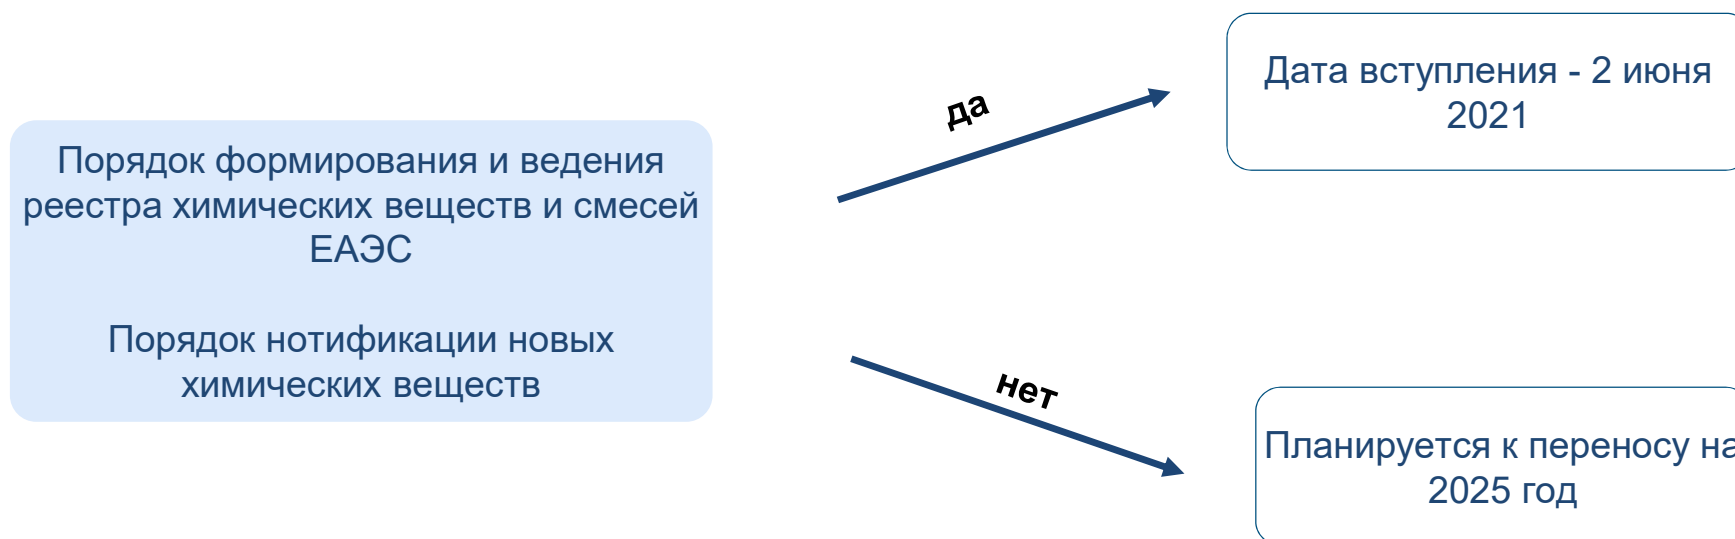 Порядок формирования и ведения
реестра химических веществ и смесей
ЕАЭС
Порядок нотификации новых
химических веществ
да
Дата вступления - 2 июня
2021
нет
Планируется к переносу на
2025 год